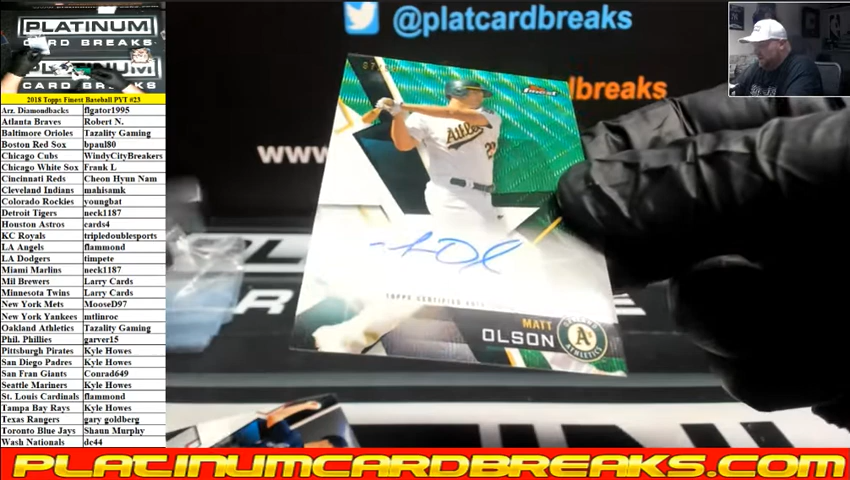 PLATINUM
CARD BREAKS
PLATINUM
@platcardbreaks
breaks
www
2018 Topps Finest Baseball PYT #23
Arz. Diamondbacks flgator1995
Atlanta Braves Robert N.
Baltimore Orioles Tazality Gaming
Boston Red Sox bpaul80
Chicago Cubs WindyCityBreakers
Chicago White Sox Frank L
Cincinnati Reds Cheon Hyun Nam
Cleveland Indians mahisamk
Colorado Rockies youngbat
Detroit Tigers neck1187
Houston Astros cards4
KC Royals tripledoublesports
LA Angels flammond
LA Dodgers timpete
Miami Marlins neck1187
Mil Brewers Larry Cards
Minnesota Twins Larry Cards
New York Mets MooseD97
New York Yankees mtlinroc
Oakland Athletics Tazality Gaming
Phil. Phillies garver15
Pittsburgh Pirates Kyle Howes
San Diego Padres Kyle Howes
San Fran Giants Conrad649
Seattle Mariners Kyle Howes
St. Louis Cardinals flammond
Tampa Bay Rays Kyle Howes
Texas Rangers gary goldberg
Toronto Blue Jays Shaun Murphy
Wash Nationals dc44
Finest
TOPPS CERTIFIED
MATT
OLSON
A's
PLATINUMCARDBREAKS.COM